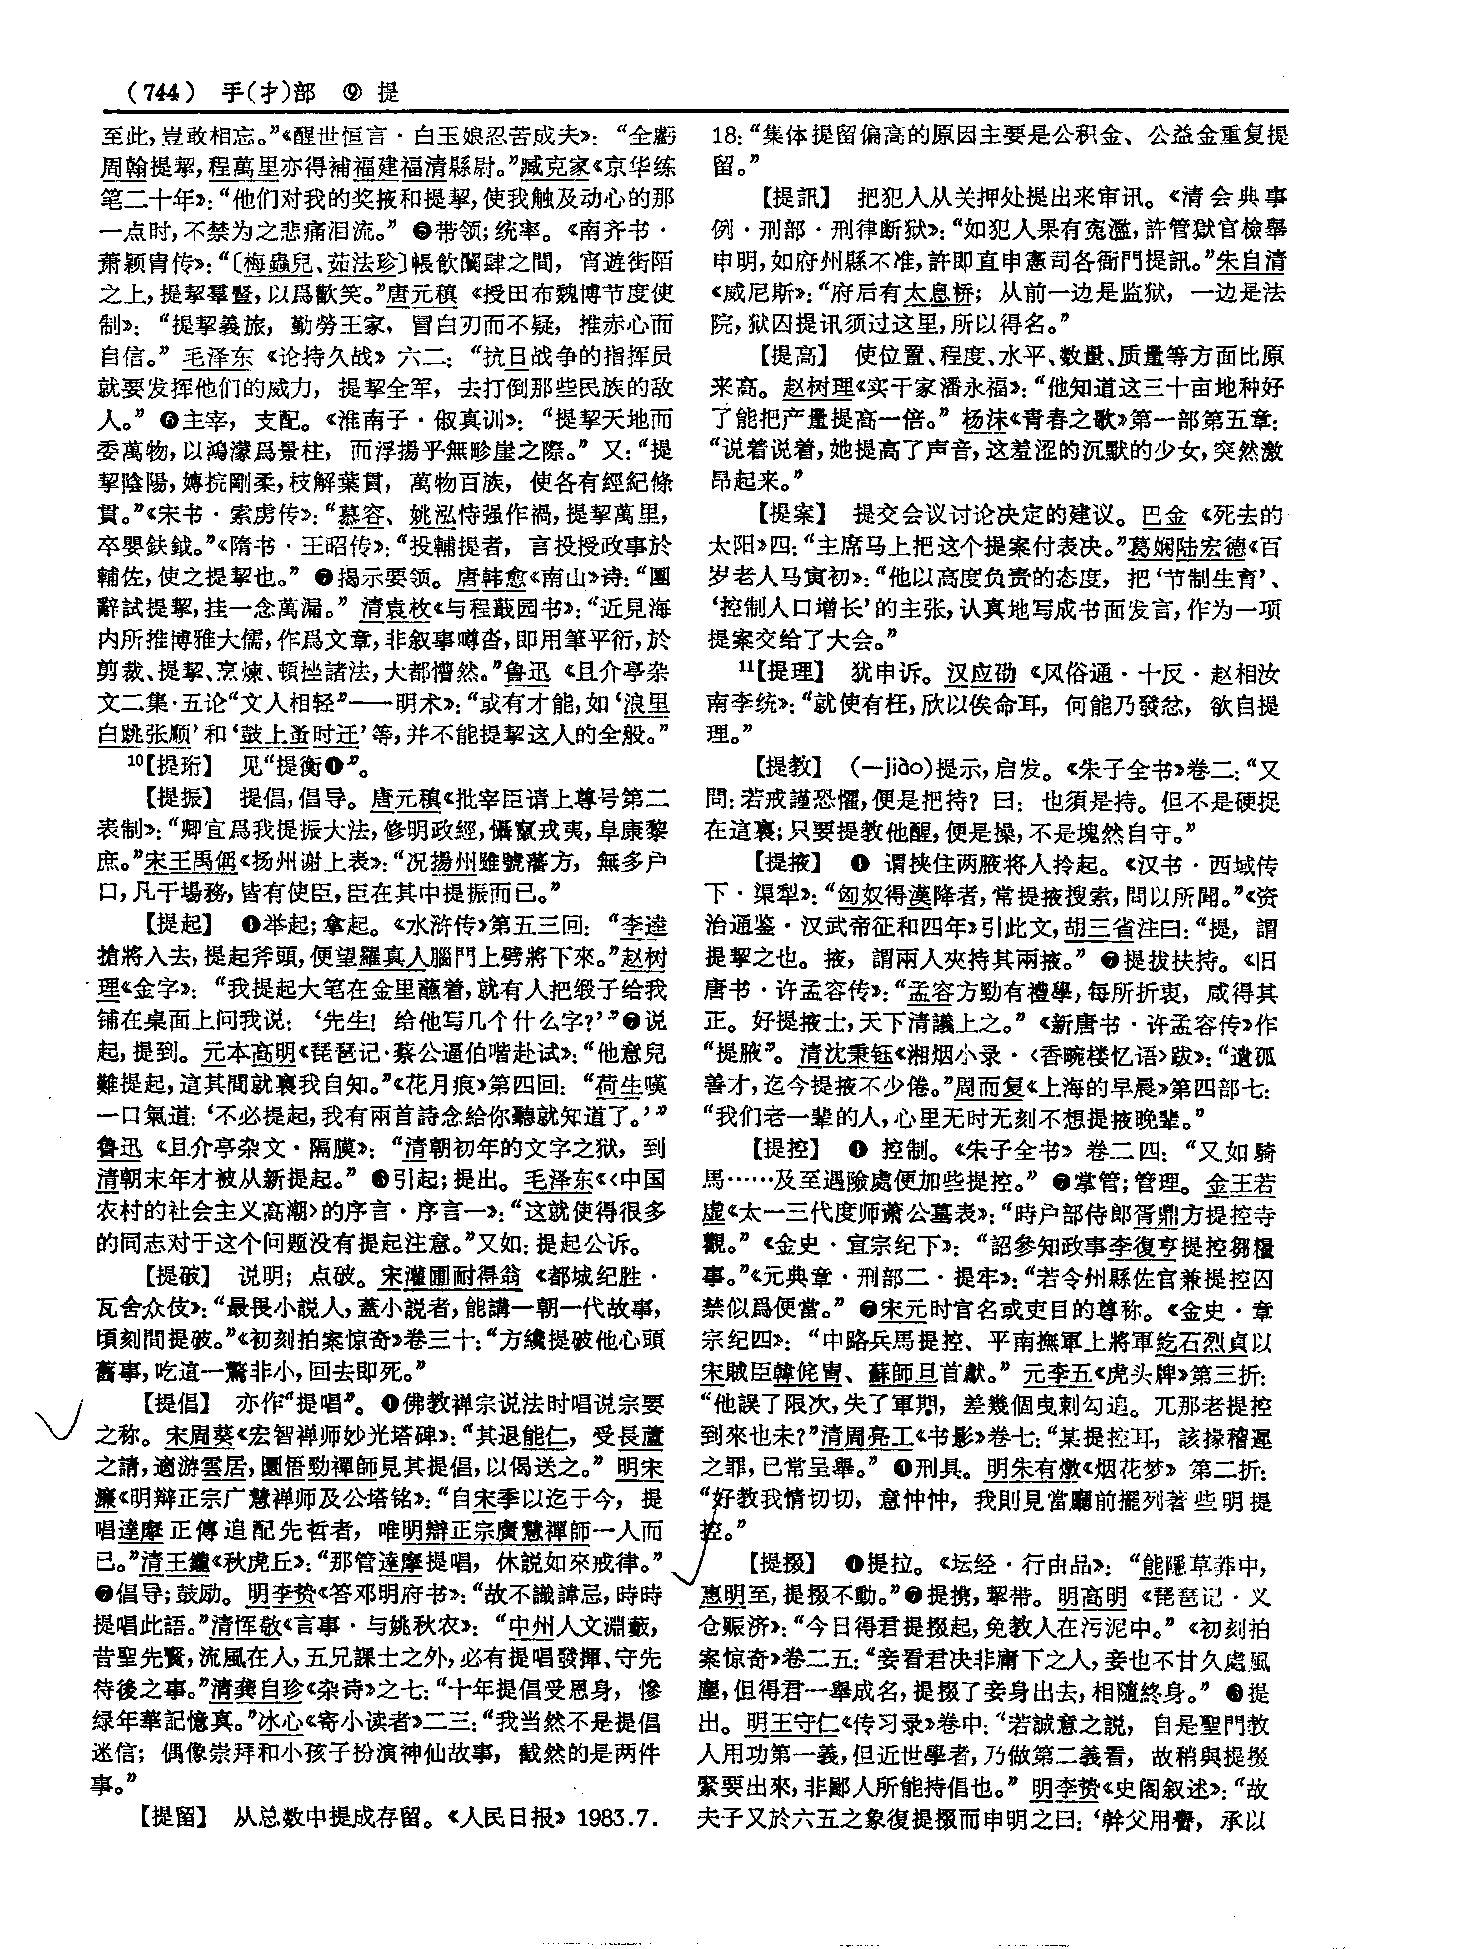 (744) 手(扌)部 ⑨ 提
至此,豈敢相忘。”《醒世恒言·白玉娘忍苦成夫》：“全虧
周翰提挈,程萬里亦得補福建福清縣尉。”臧克家《京华练
笔二十年》：“他们对我的奖掖和提挈,使我触及动心的那
一点时,不禁为之悲痛泪流。” ❺带领；统率。《南齐书·
萧颖胄传》：“〔梅蟲兒、茹法珍〕帳飲闤肆之間，宵遊街陌
之上,提挈羣豎,以爲歡笑。”唐元稹《授田布魏博节度使
制》：“提挈義旅，勤勞王家，冒白刃而不疑，推赤心而
自信。” 毛泽东《论持久战》六二：“抗日战争的指挥员
就要发挥他们的威力，提挈全军，去打倒那些民族的敌
人。” ❻主宰，支配。《淮南子·俶真训》：“提挈天地而
委萬物,以鴻濛爲景柱，而浮揚乎無畛崖之際。” 又：“提
挈陰陽,嫥捖剛柔,枝解葉貫，萬物百族，使各有經紀條
貫。”《宋书·索虏传》：“慕容、姚泓恃强作禍,提挈萬里，
卒嬰鈇鉞。”《隋书·王昭传》：“投輔提者，言投授政事於
輔佐,使之提挈也。” ❼揭示要领。唐韩愈《南山》诗：“團
辭試提挈,挂一念萬漏。” 清袁枚《与程蕺园书》：“近見海
内所推博雅大儒,作爲文章,非叙事噂沓,即用筆平衍,於
剪裁、提挈、烹煉、頓挫諸法,大都懵然。”鲁迅《且介亭杂
文二集·五论“文人相轻”——明术》：“或有才能,如‘浪里
白跳张顺’和‘鼓上蚤时迁’等,并不能提挈这人的全般。”
10【提珩】 见“提衡❶”。
【提振】 提倡,倡导。唐元稹《批宰臣请上尊号第二
表制》：“卿宜爲我提振大法,修明政經,懾竄戎夷,阜康黎
庶。”宋王禹偁《扬州谢上表》：“况揚州雖號藩方，無多户
口,凡干場務,皆有使臣,臣在其中提振而已。”
【提起】 ❶举起；拿起。《水浒传》第五三回：“李逵
搶將入去,提起斧頭,便望羅真人腦門上劈將下來。”赵树
理《金字》：“我提起大笔在金里蘸着,就有人把缎子给我
铺在桌面上问我说：‘先生！给他写几个什么字？’”❷说
起,提到。元本高明《琵琶记·蔡公逼伯喈赴试》：“他意兒
難提起,這其間就裏我自知。”《花月痕》第四回：“荷生嘆
一口氣道：‘不必提起,我有兩首詩念給你聽就知道了。’”
鲁迅《且介亭杂文·隔膜》：“清朝初年的文字之狱，到
清朝末年才被从新提起。” ❸引起；提出。毛泽东《〈中国
农村的社会主义高潮〉的序言·序言一》：“这就使得很多
的同志对于这个问题没有提起注意。”又如：提起公诉。
【提破】 说明；点破。宋灌圃耐得翁《都城纪胜·
瓦舍众伎》：“最畏小説人,蓋小説者,能講一朝一代故事，
頃刻間提破。”《初刻拍案惊奇》卷三十：“方纔提破他心頭
舊事,吃這一驚非小,回去即死。”
【提倡】 亦作“提唱”。❶佛教禅宗说法时唱说宗要
之称。宋周葵《宏智禅师妙光塔碑》：“其退能仁，受長蘆
之請,適游雲居,圜悟勤禪師見其提倡,以偈送之。” 明宋
濂《明辩正宗广慧禅师及公塔铭》：“自宋季以迄于今，提
唱達摩正傳追配先哲者，唯明辯正宗廣慧禪師一人而
已。”清王鑨《秋虎丘》：“那管達摩提唱，休説如來戒律。”
❷倡导；鼓励。明李贽《答邓明府书》：“故不識諱忌,時時
提唱此語。”清恽敬《言事·与姚秋农》：“中州人文淵藪，
昔聖先賢,流風在人,五兄課士之外,必有提唱發揮、守先
待後之事。”清龚自珍《杂诗》之七：“十年提倡受恩身，慘
绿年華記憶真。”冰心《寄小读者》二三：“我当然不是提倡
迷信；偶像崇拜和小孩子扮演神仙故事，截然的是两件
事。”
【提留】 从总数中提成存留。《人民日报》1983.7.
18：“集体提留偏高的原因主要是公积金、公益金重复提
留。”
【提訊】 把犯人从关押处提出来审讯。《清会典事
例·刑部·刑律断狱》：“如犯人果有冤濫,許管獄官檢舉
申明,如府州縣不准,許即直申憲司各衙門提訊。”朱自清
《威尼斯》：“府后有太息桥；从前一边是监狱，一边是法
院,狱囚提讯须过这里,所以得名。”
【提高】 使位置、程度、水平、数量、质量等方面比原
来高。赵树理《实干家潘永福》：“他知道这三十亩地种好
了能把产量提高一倍。” 杨沫《青春之歌》第一部第五章：
“说着说着,她提高了声音,这羞涩的沉默的少女,突然激
昂起来。”
【提案】 提交会议讨论决定的建议。巴金《死去的
太阳》四：“主席马上把这个提案付表决。”葛娴陆宏德《百
岁老人马寅初》：“他以高度负责的态度，把‘节制生育’、
‘控制人口增长’的主张,认真地写成书面发言,作为一项
提案交给了大会。”
11【提理】 犹申诉。汉应劭《风俗通·十反·赵相汝
南李统》：“就使有枉,欣以俟命耳，何能乃發忿，欲自提
理。”
【提教】 (—jiào)提示,启发。《朱子全书》卷二：“又
問：若戒謹恐懼,便是把持？曰：也須是持。但不是硬捉
在這裏；只要提教他醒,便是操,不是塊然自守。”
【提掖】 ❶ 谓挟住两腋将人拎起。《汉书·西域传
下·渠犁》：“匈奴得漢降者,常提掖搜索,問以所聞。”《资
治通鉴·汉武帝征和四年》引此文,胡三省注曰：“提，謂
提挈之也。掖，謂兩人夾持其兩掖。” ❷提拔扶持。《旧
唐书·许孟容传》：“孟容方勁有禮學,每所折衷，咸得其
正。好提掖士,天下清議上之。” 《新唐书·许孟容传》作
“提腋”。清沈秉钰《湘烟小录·〈香畹楼忆语〉跋》：“遺孤
善才,迄今提掖不少倦。”周而复《上海的早晨》第四部七：
“我们老一辈的人,心里无时无刻不想提掖晚辈。”
【提控】 ❶ 控制。《朱子全书》卷二四：“又如騎
馬……及至遇險處便加些提控。” ❷掌管；管理。金王若
虚《太一三代度师萧公墓表》：“時户部侍郎胥鼎方提控寺
觀。”《金史·宣宗纪下》：“詔參知政事李復亨提控芻糧
事。”《元典章·刑部二·提牢》：“若令州縣佐官兼提控囚
禁似爲便當。” ❸宋元时官名或吏目的尊称。《金史·章
宗纪四》：“中路兵馬提控、平南撫軍上將軍紇石烈貞以
宋賊臣韓侂胄、蘇師旦首獻。” 元李五《虎头牌》第三折：
“他誤了限次,失了軍期，差幾個曳剌勾追。兀那老提控
到來也未？”清周亮工《书影》卷七：“某提控耳，該掾稽遲
之罪,已常呈舉。” ❹刑具。明朱有燉《烟花梦》第二折：
“好教我情切切，意忡忡，我則見當廳前擺列著些明提
控。”
【提掇】 ❶提拉。《坛经·行由品》：“能隱草莽中，
惠明至,提掇不動。”❷提携,挈带。明高明《琵琶记·义
仓赈济》：“今日得君提掇起,免教人在污泥中。” 《初刻拍
案惊奇》卷二五：“妾看君决非庸下之人,妾也不甘久處風
塵,但得君一舉成名,提掇了妾身出去,相隨終身。” ❸提
出。明王守仁《传习录》卷中：“若誠意之説，自是聖門教
人用功第一義,但近世學者,乃做第二義看，故稍與提掇
緊要出來,非鄙人所能持倡也。” 明李贽《史阁叙述》：“故
夫子又於六五之象復提掇而申明之曰：‘幹父用譽，承以